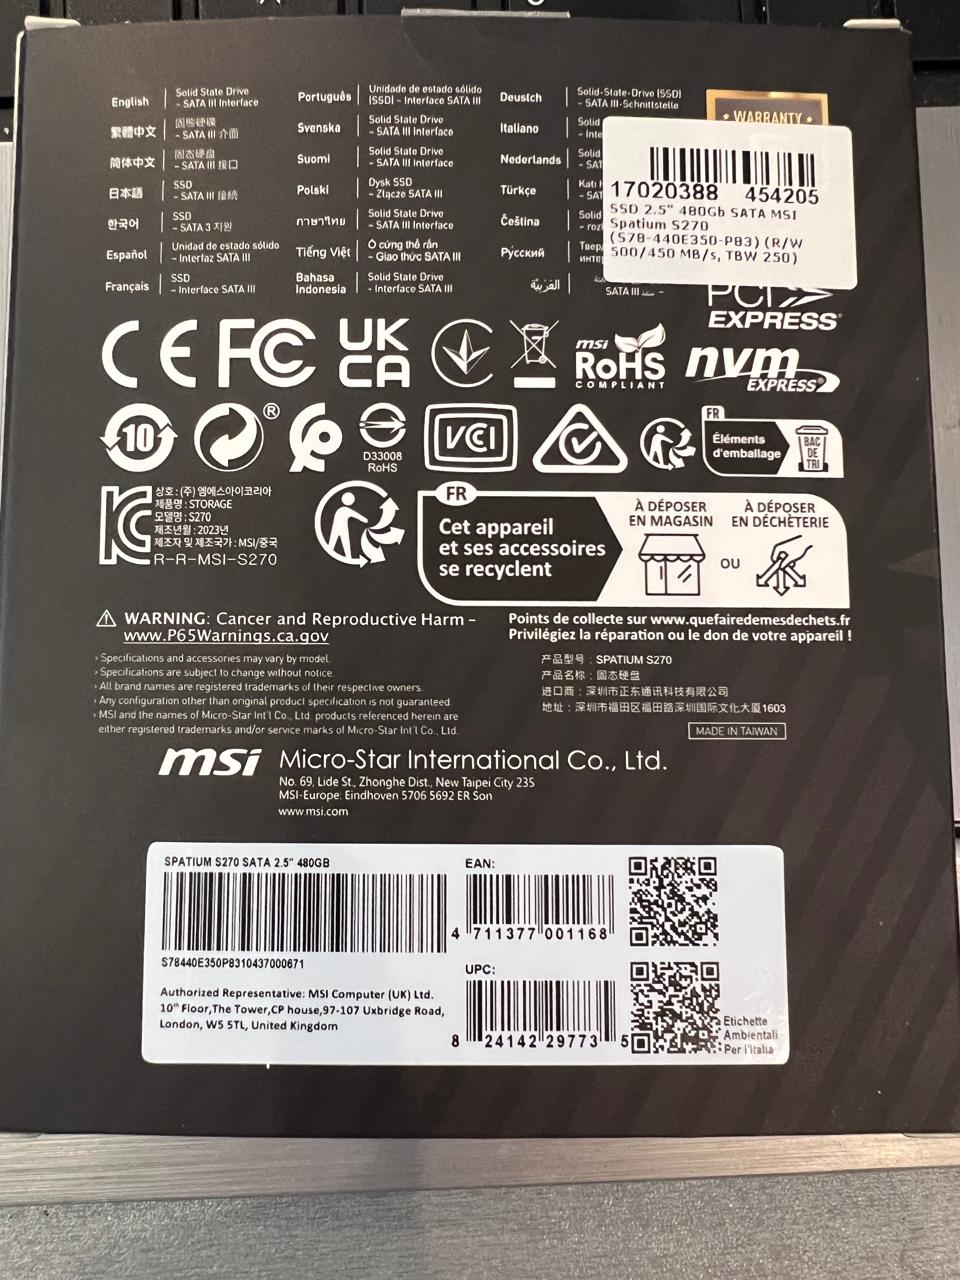 English
Solid State Drive
- SATA III Interface
Português
Unidade de estado sólido
(SSD) – Interface SATA III
Deustch
Solid-State-Drive (SSD)
- SATA III-Schnittstelle
繁體中文
固態硬碟
- SATA III 介面
Svenska
Solid State Drive
- SATA III Interface
Italiano
Solid
- Inte
简体中文
固态硬盘
- SATA III 接口
Suomi
Solid State Drive
- SATA III Interface
Nederlands
Solid
- SAT
日本語
SSD
- SATA III 接続
Polski
Dysk SSD
- Złącze SATA III
Türkçe
Katı
- SAT
한국어
SSD
- SATA 3 지원
ภาษาไทย
Solid State Drive
- SATA III Interface
Čeština
Solid
- roz
Español
Unidad de estado sólido
- Interfaz SATA III
Tiếng Việt
Ổ cứng thể rắn
- Giao thức SATA III
Русский
Твер
инте
Français
SSD
- Interface SATA III
Bahasa
Indonesia
Solid State Drive
- Interface SATA III
العربيّة
SATA III
WARRANTY
17020388 454205
SSD 2.5" 480Gb SATA MSI
Spatium S270
(S78-440E350-P83) (R/W
500/450 MB/s, TBW 250)
PCI
EXPRESS®
CE FC UK
CA
msi
RoHS
COMPLIANT
nvm
EXPRESS®
10
®
D33008
RoHS
VCI
FR
Éléments
d'emballage
BAC
DE
TRI
상호 : (주) 엠에스아이코리아
제품명 : STORAGE
모델명 : S270
제조년월 : 2023년
제조자 및 제조국가 : MSI/중국
R-R-MSI-S270
FR
Cet appareil
et ses accessoires
se recyclent
À DÉPOSER
EN MAGASIN
OU
À DÉPOSER
EN DÉCHÈTERIE
WARNING: Cancer and Reproductive Harm –
www.P65Warnings.ca.gov
Points de collecte sur www.quefairedemesdechets.fr
Privilégiez la réparation ou le don de votre appareil !
› Specifications and accessories may vary by model.
› Specifications are subject to change without notice.
› All brand names are registered trademarks of their respective owners.
› Any configuration other than original product specification is not guaranteed.
› MSI and the names of Micro-Star Int'l Co., Ltd. products referenced herein are
either registered trademarks and/or service marks of Micro-Star Int'l Co., Ltd.
产品型号 : SPATIUM S270
产品名称 : 固态硬盘
进口商 : 深圳市正东通讯科技有限公司
地址 : 深圳市福田区福田路深圳国际文化大厦1603
MADE IN TAIWAN
msi
Micro-Star International Co., Ltd.
No. 69, Lide St., Zhonghe Dist., New Taipei City 235
MSI-Europe: Eindhoven 5706 5692 ER Son
www.msi.com
SPATIUM S270 SATA 2.5" 480GB
S78440E350P8310437000671
Authorized Representative: MSI Computer (UK) Ltd.
10th Floor,The Tower,CP house,97-107 Uxbridge Road,
London, W5 5TL, United Kingdom
EAN:
4 711377 001168
UPC:
8 24142 29773 5
Etichette
Ambientali
Per l'Italia